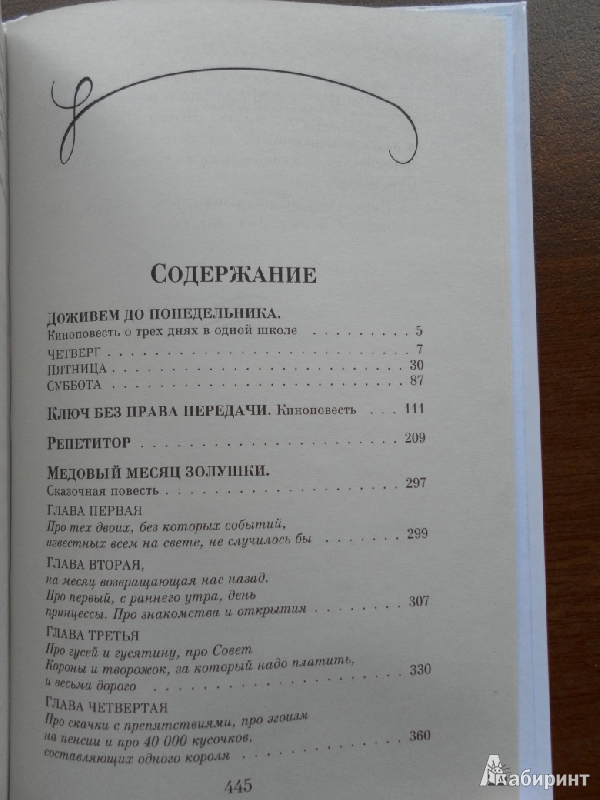 СОДЕРЖАНИЕ
ДОЖИВЕМ ДО ПОНЕДЕЛЬНИКА.
Киноповесть о трех днях в одной школе . . . . . . . . 5
ЧЕТВЕРГ . . . . . . . . . . . . . . . . . . . . . . . . . . . . 7
ПЯТНИЦА . . . . . . . . . . . . . . . . . . . . . . . . . . . 30
СУББОТА . . . . . . . . . . . . . . . . . . . . . . . . . . . 87
КЛЮЧ БЕЗ ПРАВА ПЕРЕДАЧИ. Киноповесть . . . 111
РЕПЕТИТОР . . . . . . . . . . . . . . . . . . . . . . . . 209
МЕДОВЫЙ МЕСЯЦ ЗОЛУШКИ.
Сказочная повесть . . . . . . . . . . . . . . . . . . . . 297
ГЛАВА ПЕРВАЯ
Про тех двоих, без которых событий,
известных всем на свете, не случилось бы . . . . . . 299
ГЛАВА ВТОРАЯ,
на месяц возвращающая нас назад.
Про первый, с раннего утра, день
принцессы. Про знакомства и открытия . . . . . . . 307
ГЛАВА ТРЕТЬЯ
Про гусей и гусятину, про Совет
Короны и творожок, за который надо платить,
и весьма дорого . . . . . . . . . . . . . . . . . . . . . . 330
ГЛАВА ЧЕТВЕРТАЯ
Про скачки с препятствиями, про эгоизм
на пенсии и про 40 000 кусочков,
составляющих одного короля . . . . . . . . . . . . . . 360
445
Лабиринт